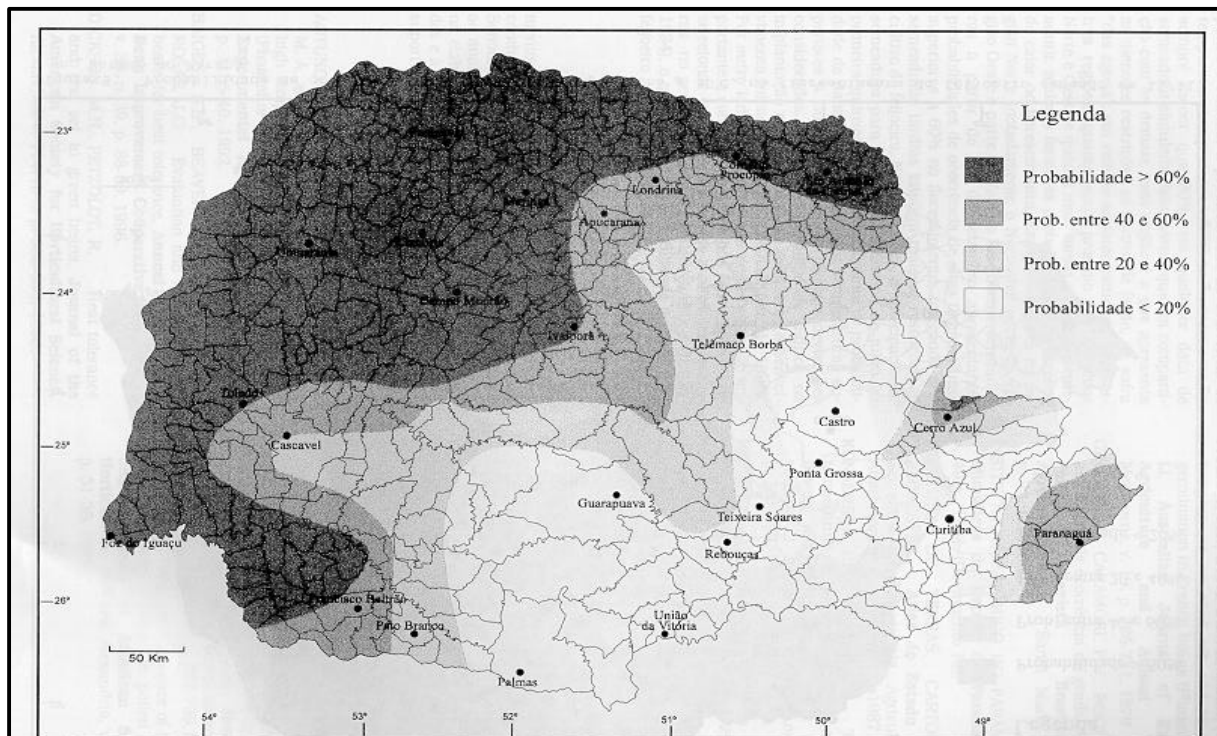 Legenda
Probabilidade > 60%
Prob. entre 40 e 60%
Prob. entre 20 e 40%
Probabilidade < 20%
23°
24°
25°
26°
Procópio
Londrina
Maringá
Apucarana
Umuarama
Campo Mourão
Ivaiporã
Telêmaco Borba
Toledo
Cascavel
Castro
Cerro Azul
Ponta Grossa
Guarapuava
Teixeira Soares
Curitiba
Foz do Iguaçu
Rebouças
Paranaguá
Francisco Beltrão
Pato Branco
União
da Vitória
Palmas
50 Km
54°
53°
52°
51°
50°
49°